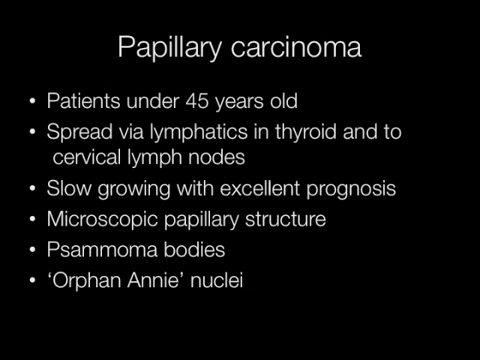 Papillary carcinoma
• Patients under 45 years old
• Spread via lymphatics in thyroid and to
cervical lymph nodes
• Slow growing with excellent prognosis
• Microscopic papillary structure
• Psammoma bodies
• ‘Orphan Annie’ nuclei